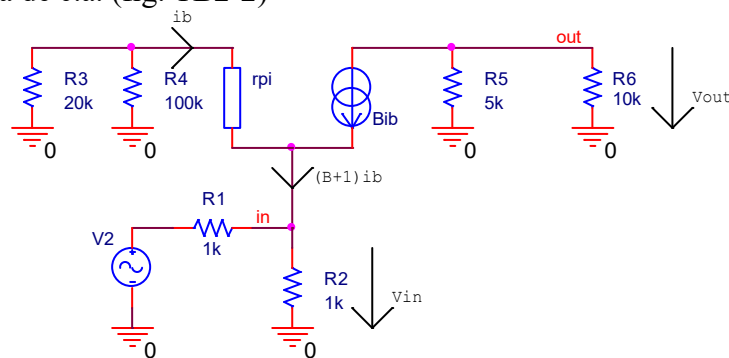 ib
out
R3
20k
R4
100k
rpi
Bib
R5
5k
R6
10k
Vout
0
0
0
0
(B+1)ib
R1
1k
in
V2
R2
1k
Vin
0
0